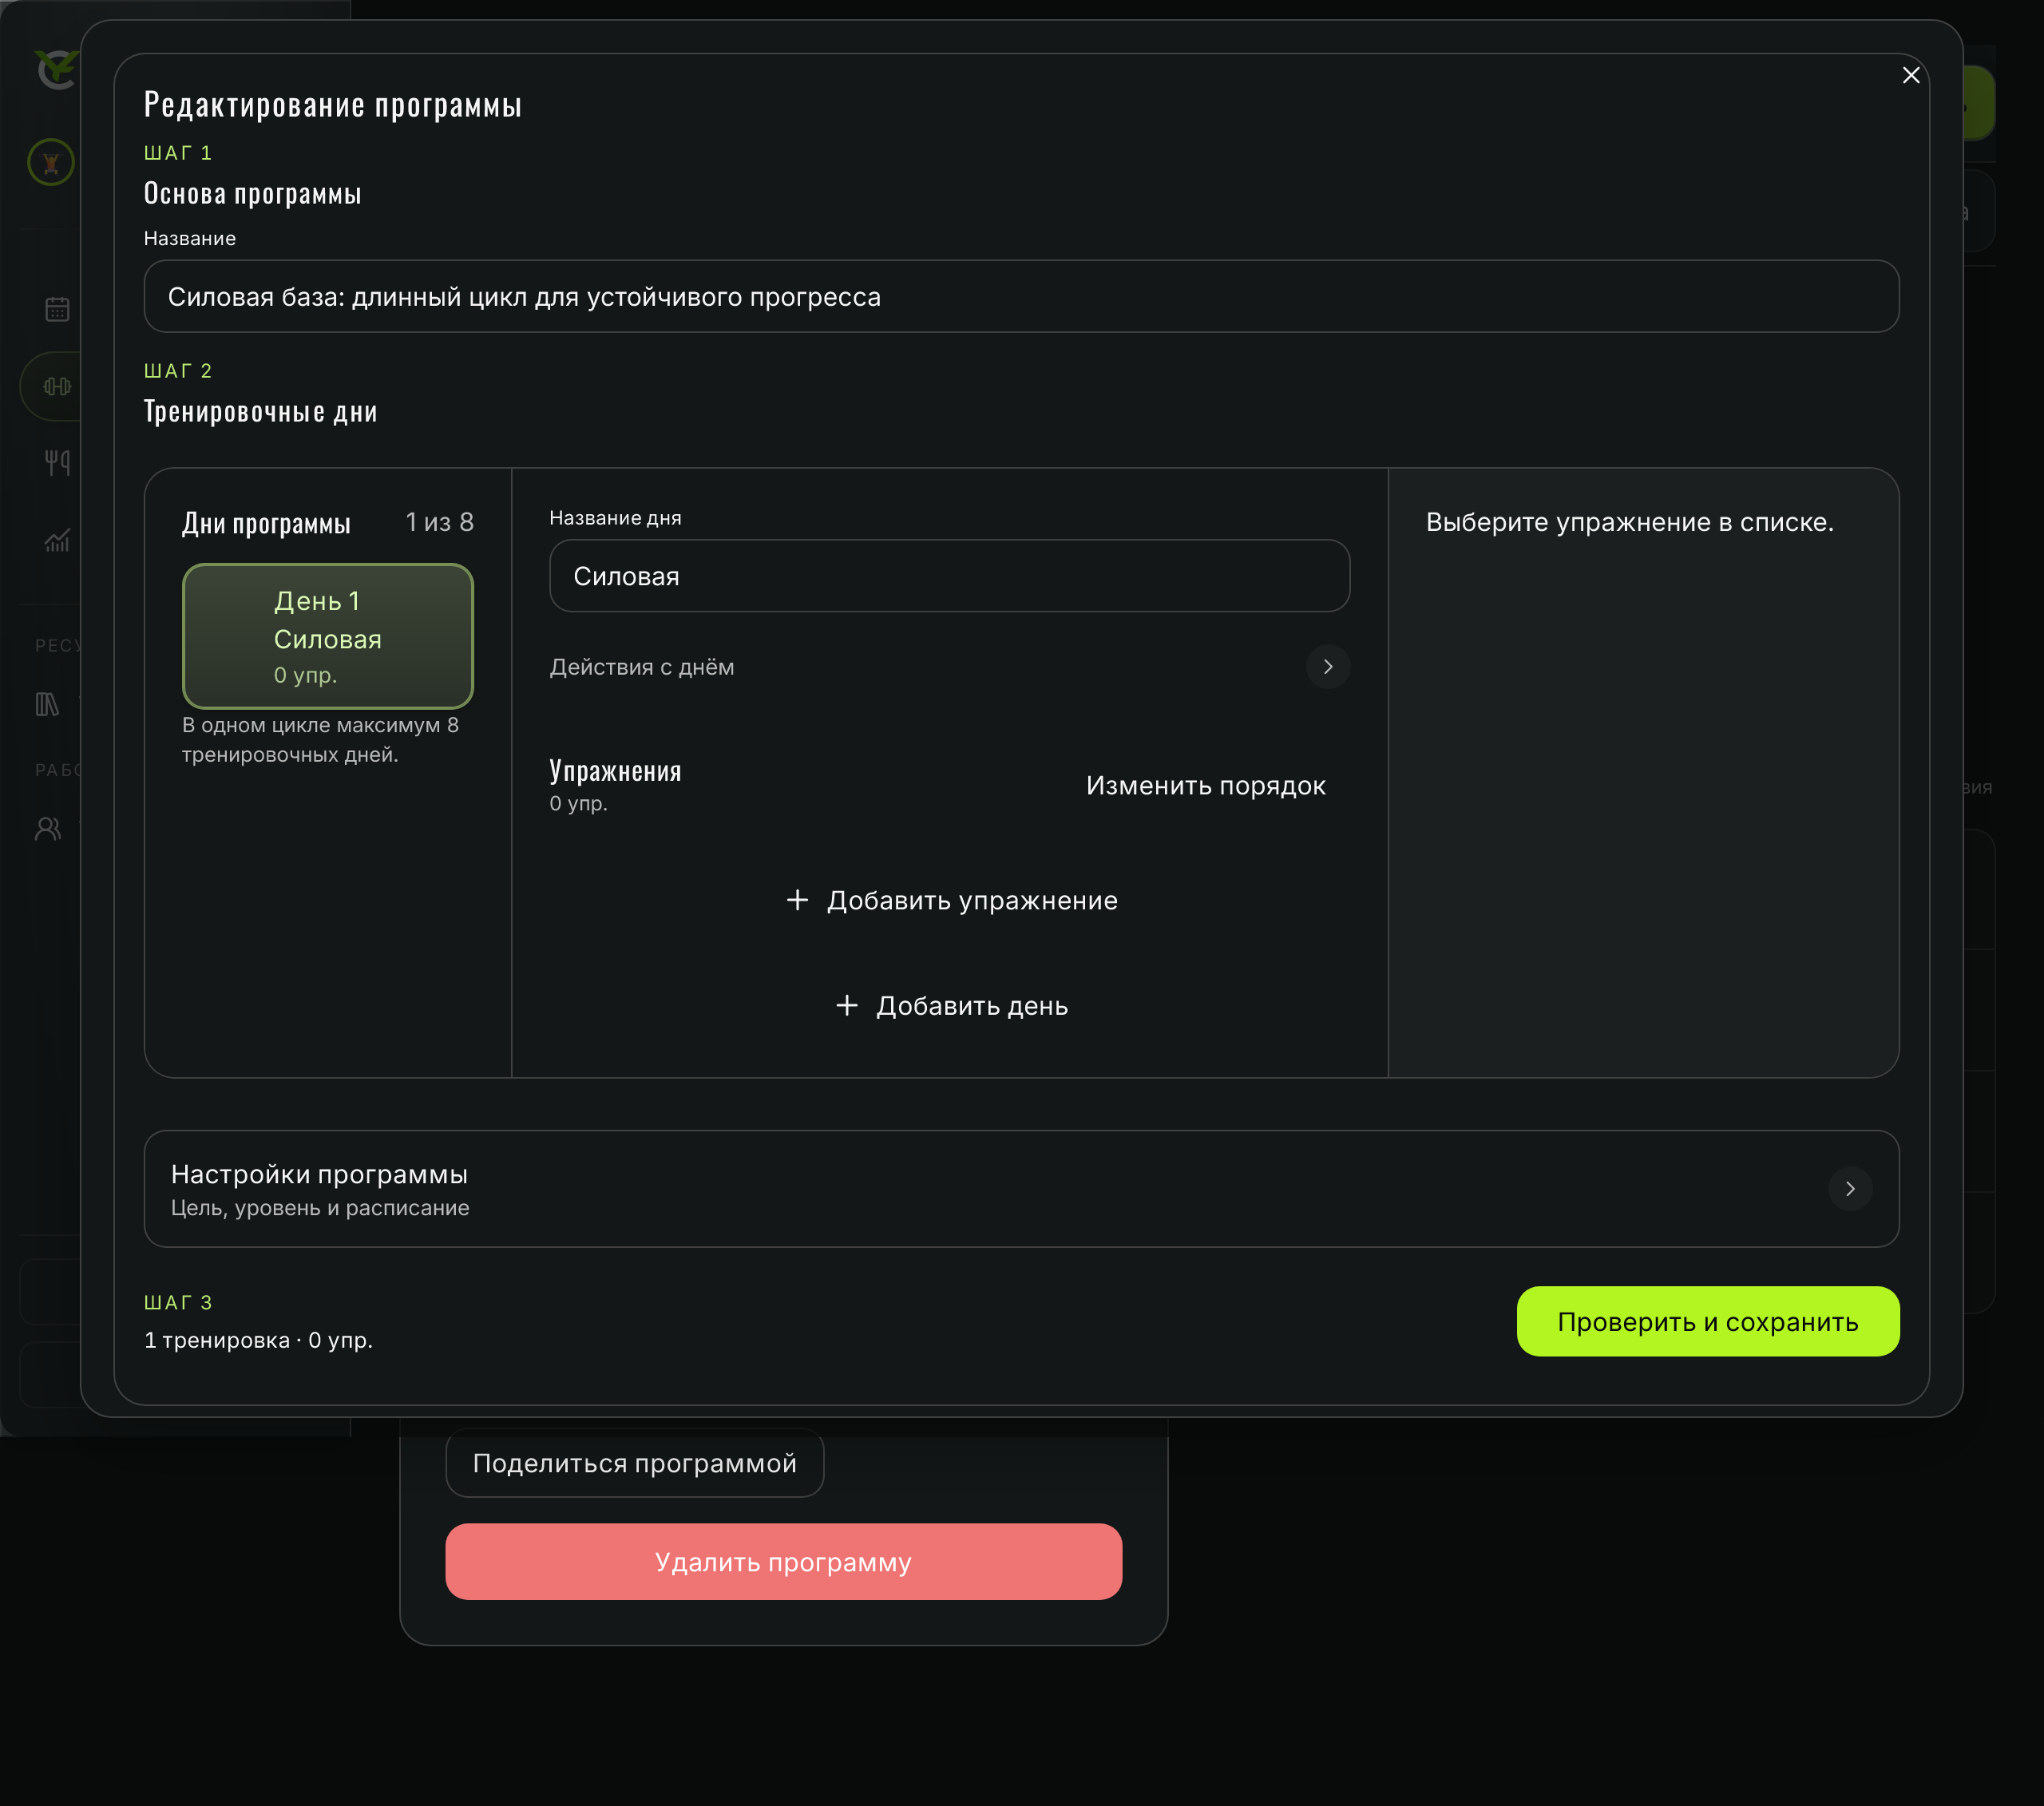 Редактирование программы
ШАГ 1
Основа программы
Название
Силовая база: длинный цикл для устойчивого прогресса
ШАГ 2
Тренировочные дни
Дни программы
1 из 8
День 1
Силовая
0 упр.
В одном цикле максимум 8
тренировочных дней.
Название дня
Силовая
Действия с днём
Упражнения
0 упр.
Изменить порядок
Добавить упражнение
Добавить день
Выберите упражнение в списке.
Настройки программы
Цель, уровень и расписание
ШАГ 3
1 тренировка · 0 упр.
Проверить и сохранить
Поделиться программой
Удалить программу